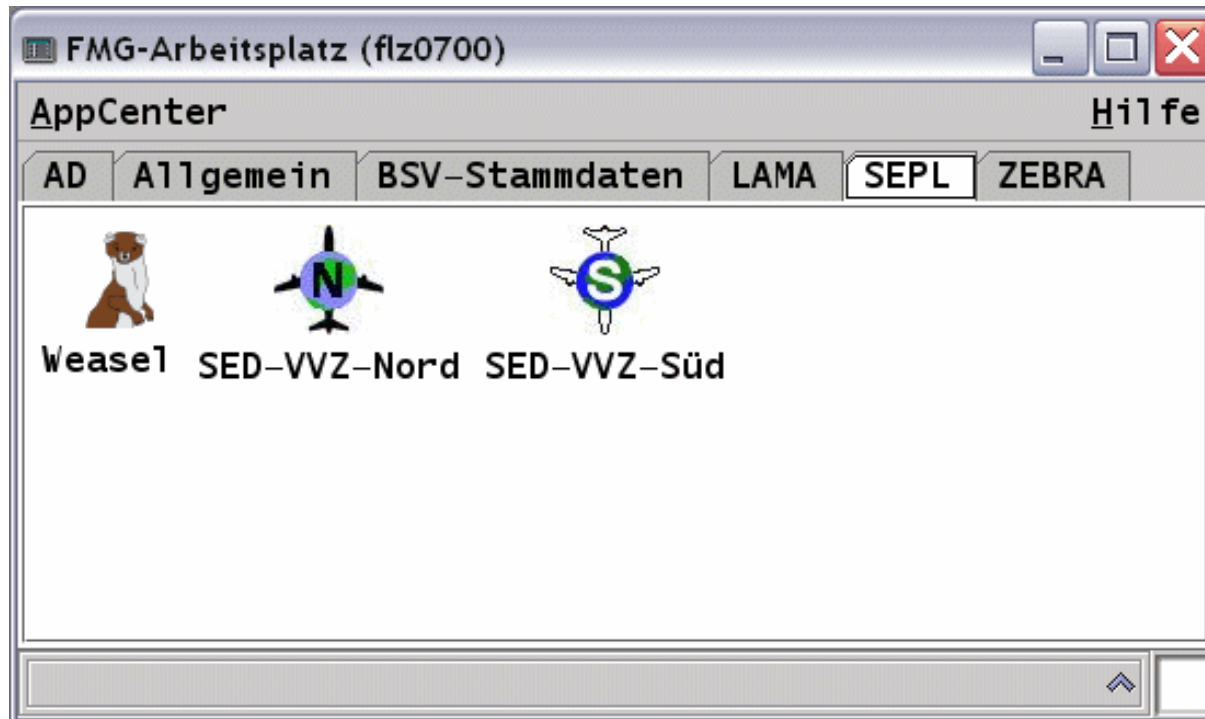 FMG-Arbeitsplatz (flz0700)
AppCenter Hilfe
AD Allgemein BSV-Stammdaten LAMA SEPL ZEBRA
N S
Weasel SED-VVZ-Nord SED-VVZ-Süd